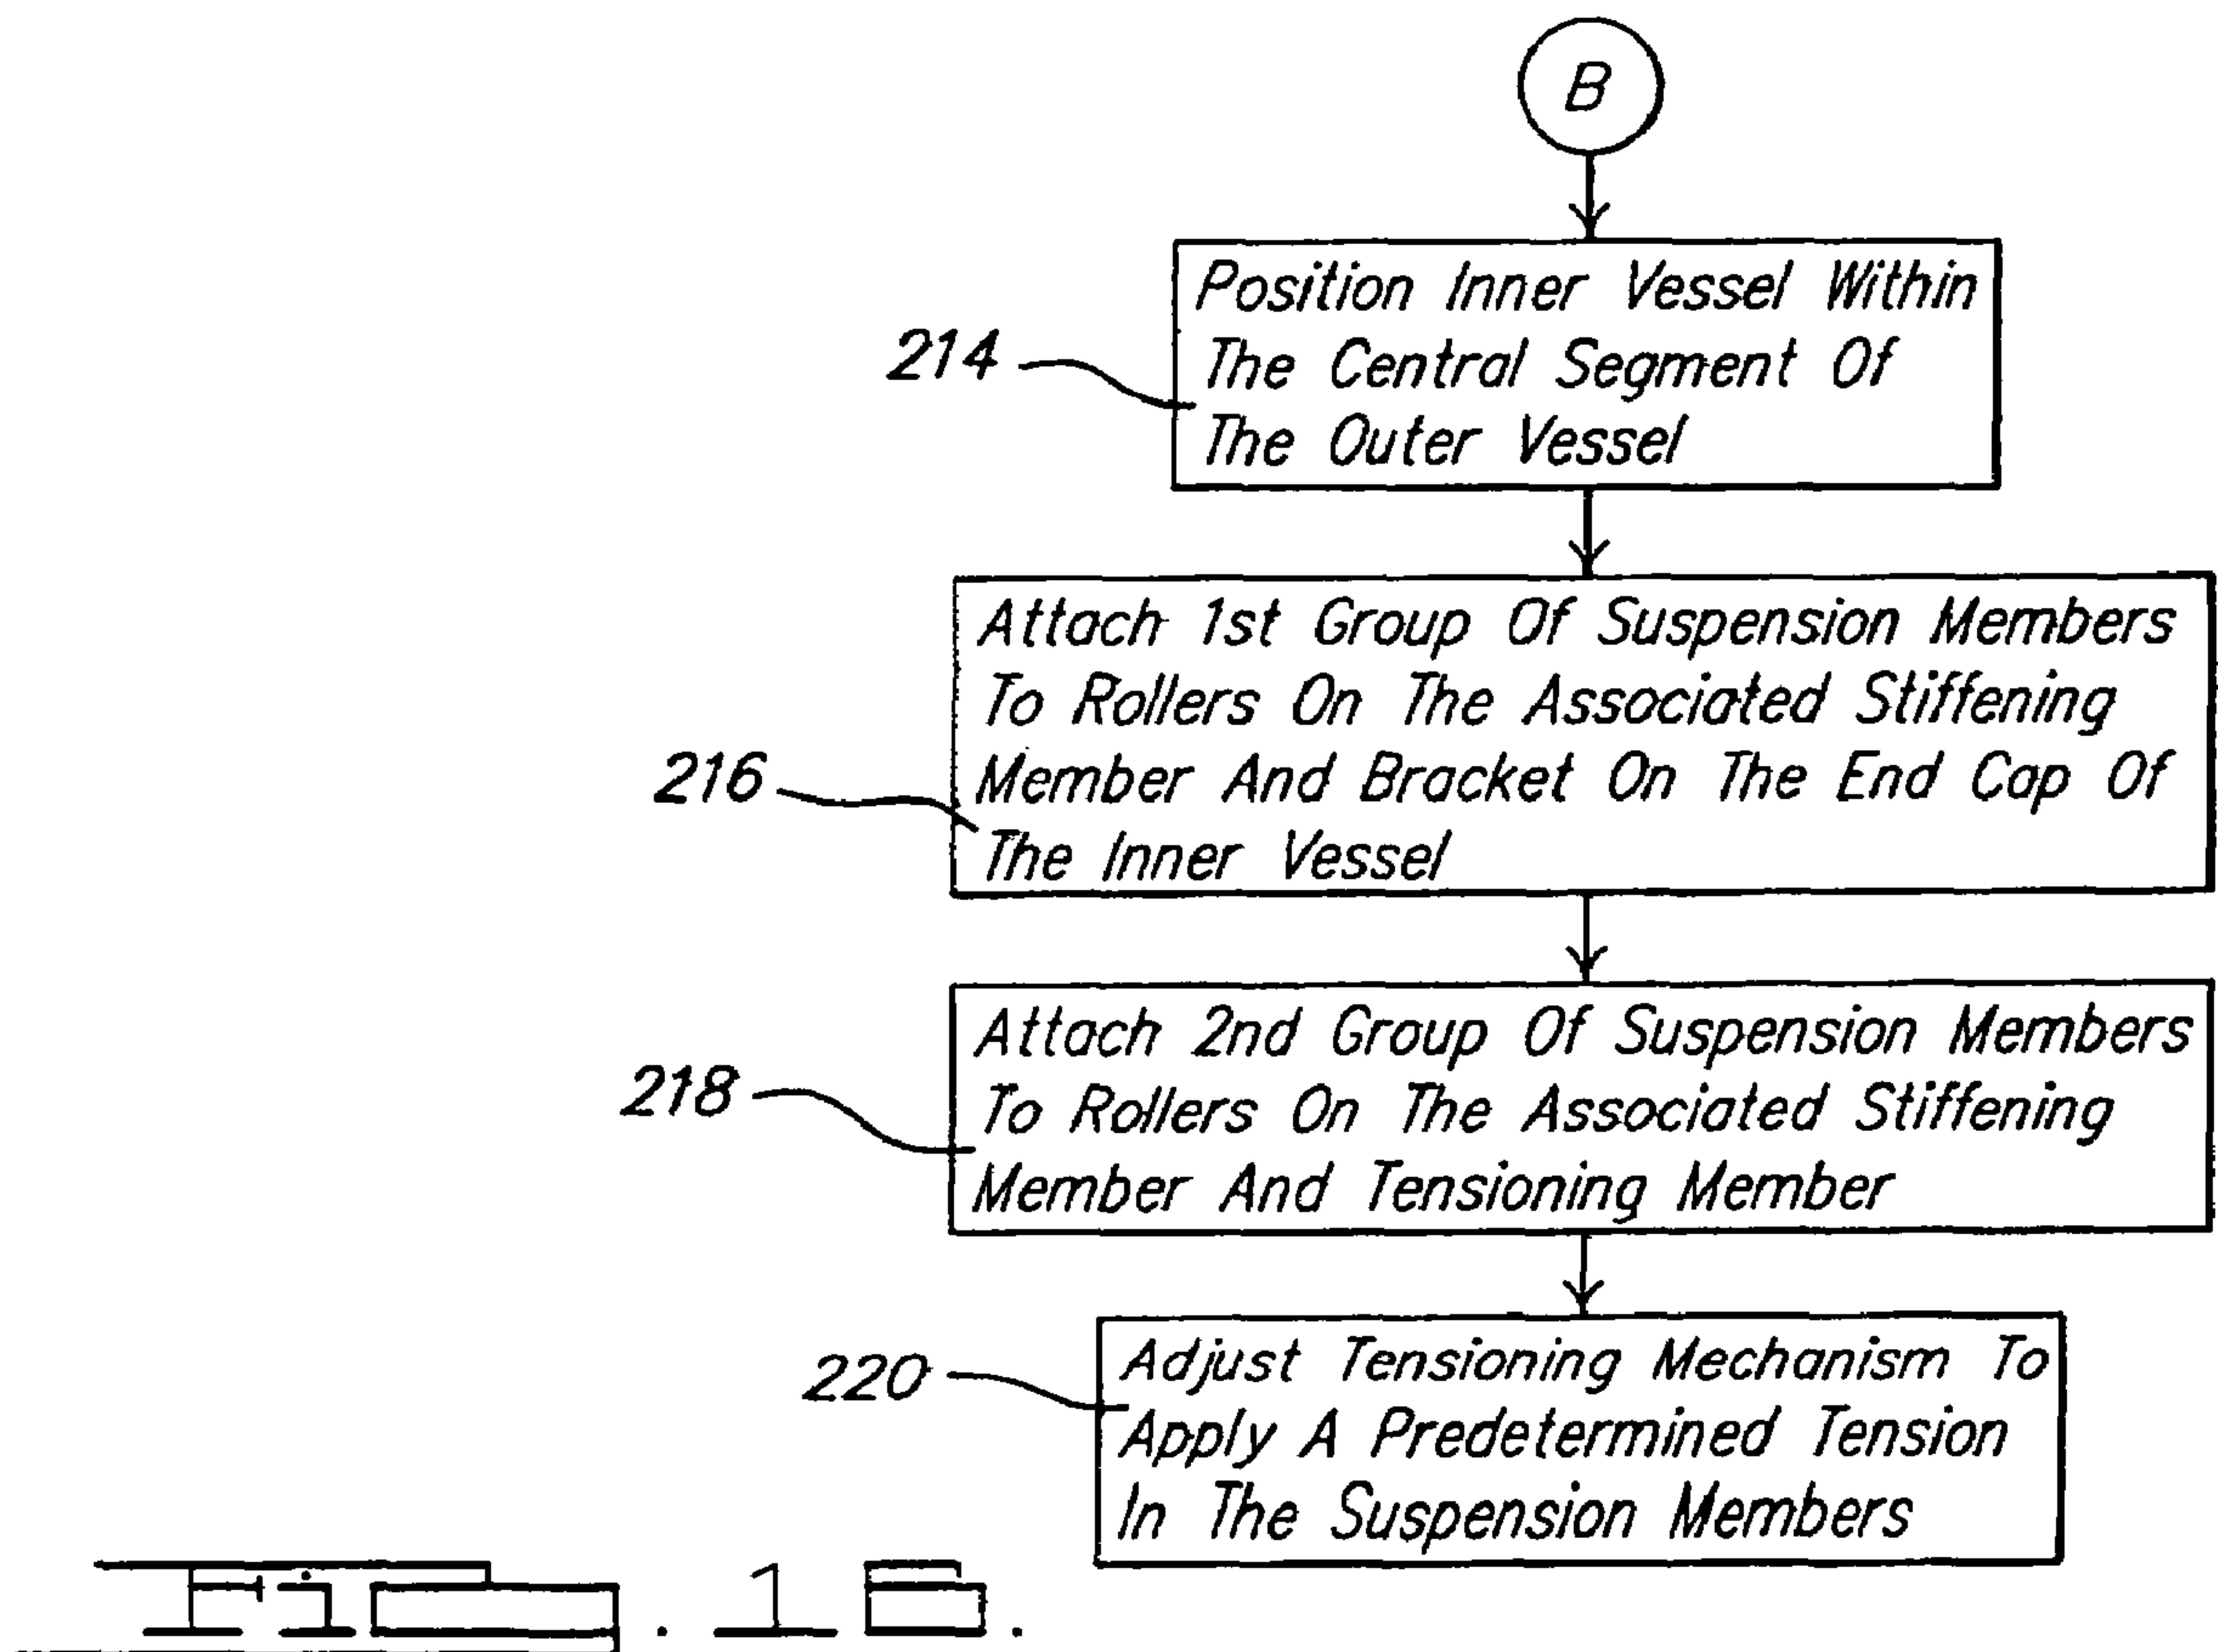 B
Position Inner Vessel Within
The Central Segment Of
The Outer Vessel
214
Attach 1st Group Of Suspension Members
To Rollers On The Associated Stiffening
Member And Bracket On The End Cap Of
The Inner Vessel
216
Attach 2nd Group Of Suspension Members
To Rollers On The Associated Stiffening
Member And Tensioning Member
218
Adjust Tensioning Mechanism To
Apply A Predetermined Tension
In The Suspension Members
220